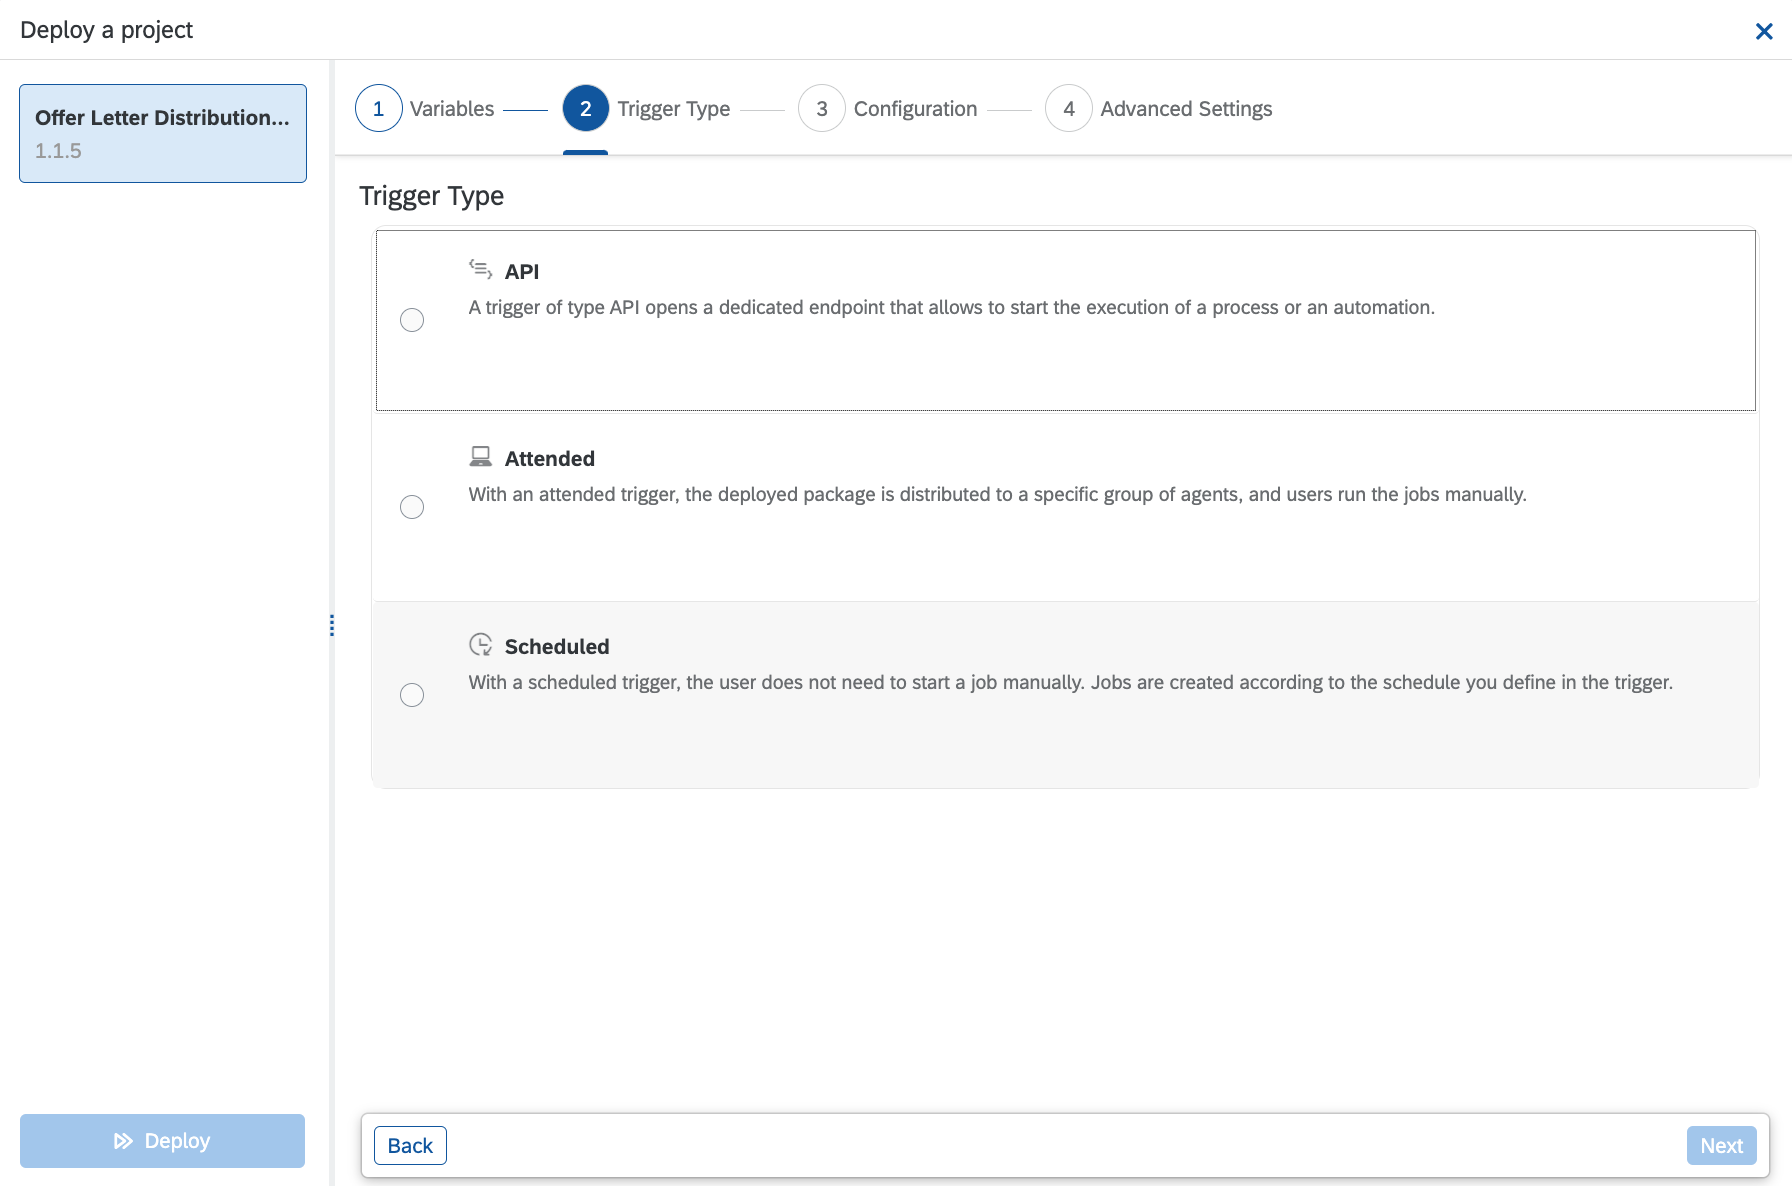 Deploy a project
Offer Letter Distribution...
1.1.5
1 Variables 2 Trigger Type 3 Configuration 4 Advanced Settings
Trigger Type
API
A trigger of type API opens a dedicated endpoint that allows to start the execution of a process or an automation.
Attended
With an attended trigger, the deployed package is distributed to a specific group of agents, and users run the jobs manually.
Scheduled
With a scheduled trigger, the user does not need to start a job manually. Jobs are created according to the schedule you define in the trigger.
Deploy
Back
Next